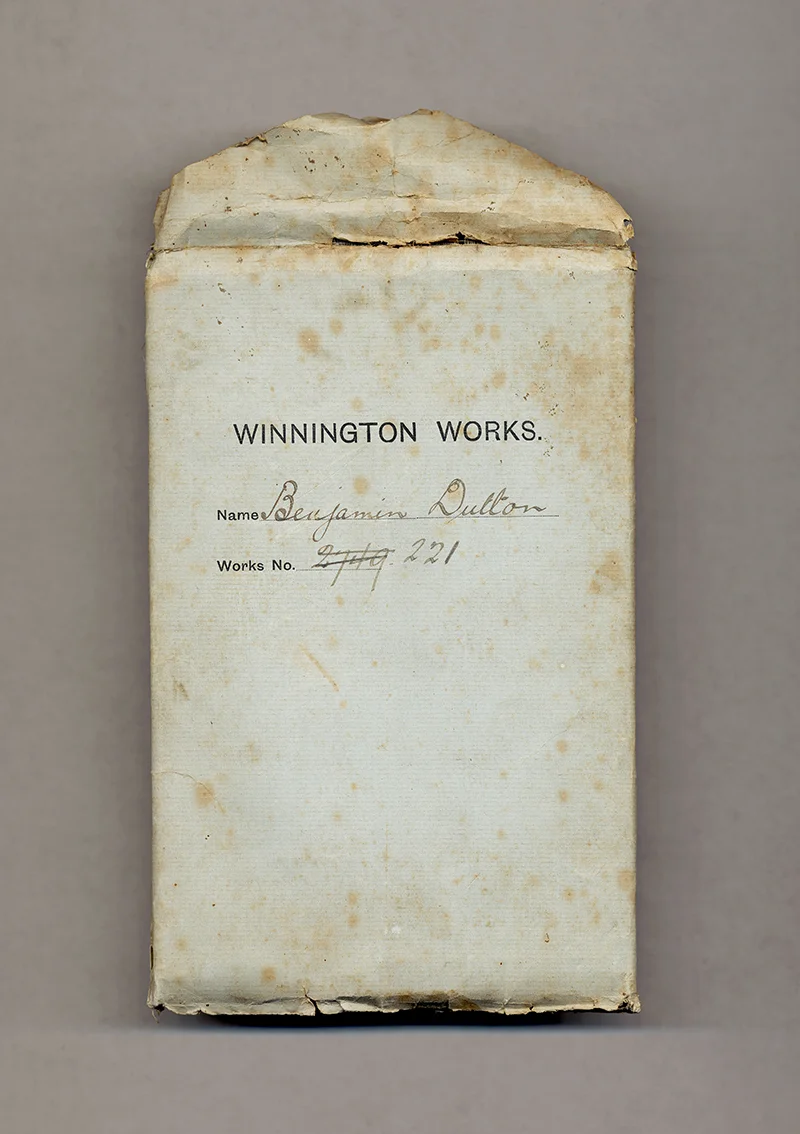 WINNINGTON WORKS.
Name Benjamin Dutton
Works No. 221